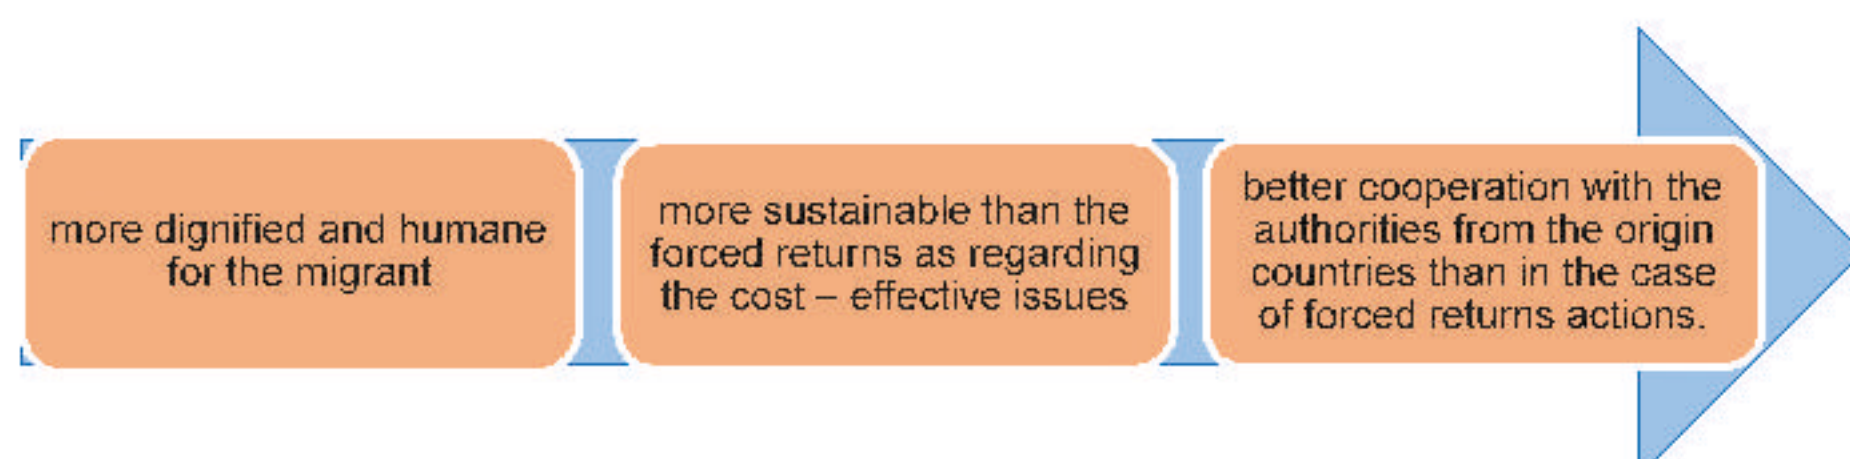 more dignified and humane
for the migrant
more sustainable than the
forced returns as regarding
the cost – effective issues
better cooperation with the
authorities from the origin
countries than in the case
of forced returns actions.